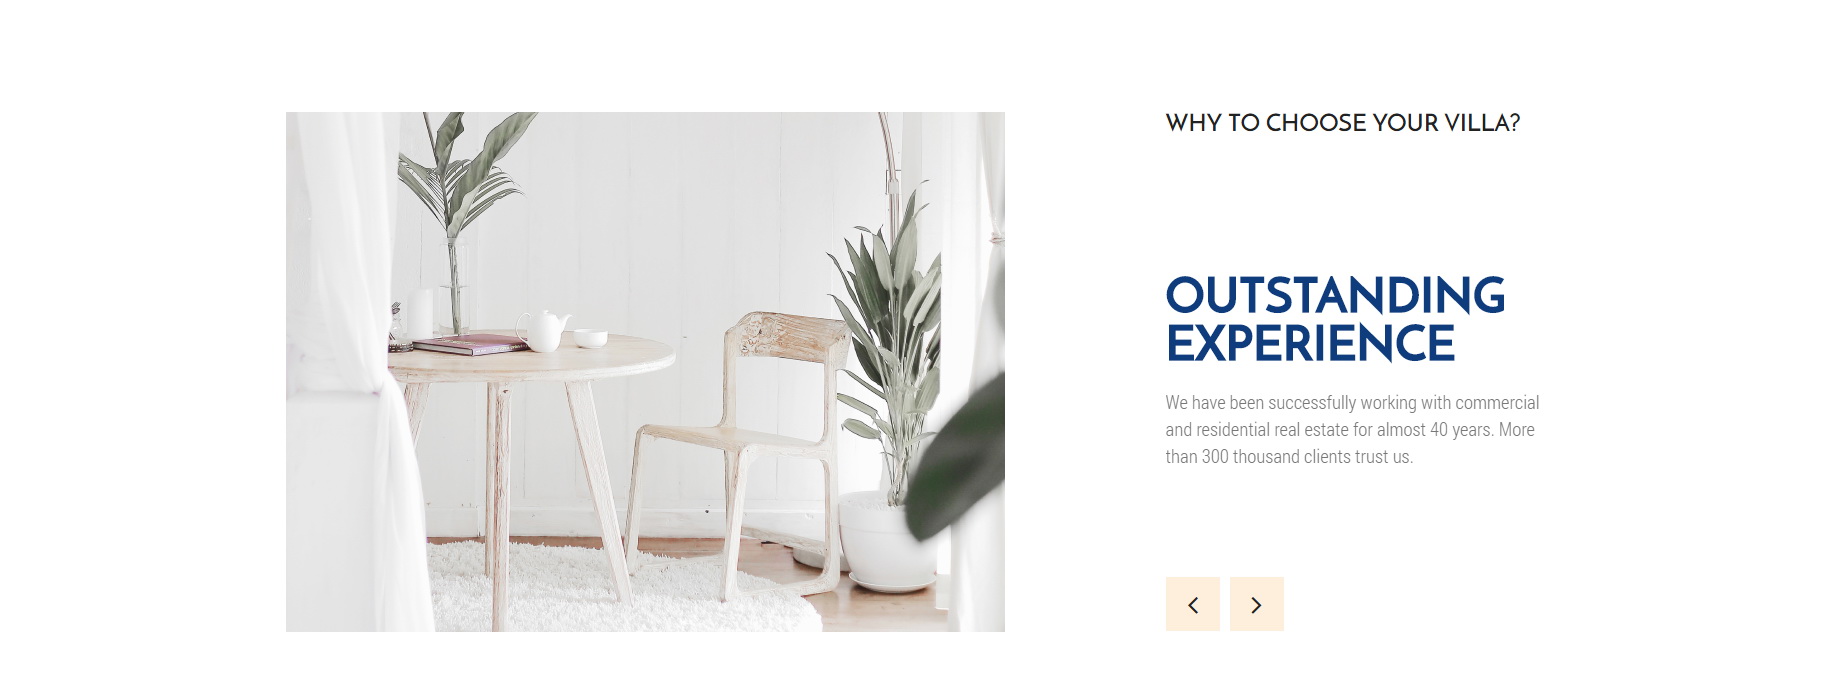 WHY TO CHOOSE YOUR VILLA?
OUTSTANDING
EXPERIENCE
We have been successfully working with commercial
and residential real estate for almost 40 years. More
than 300 thousand clients trust us.